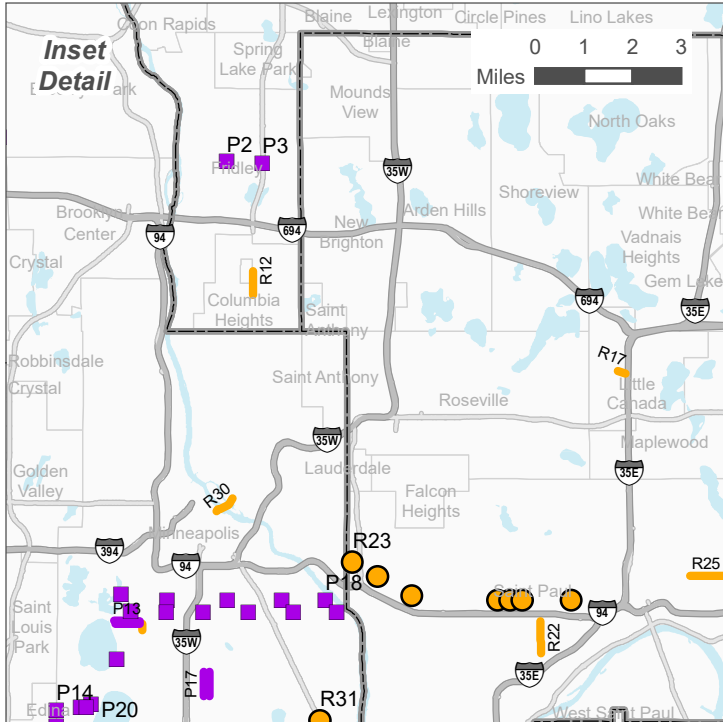 Coon Rapids
Blaine
Lexington
Circle Pines
Lino Lakes
Inset
Detail
Spring
Lake Park
Blaine
0 1 2 3
Miles
Park
Mounds
View
North Oaks
P2
P3
Fridley
35W
Shoreview
White Bear
Brooklyn
Center
94
694
New
Brighton
Arden Hills
White Bear
Vadnais
Heights
Crystal
R12
Gem Lake
Columbia
Heights
Saint
Anthony
694
35E
Robbinsdale
Crystal
Saint Anthony
R17
Little
Canada
Roseville
35W
Maplewood
Golden
Valley
Lauderdale
35E
R30
Falcon
Heights
Minneapolis
394
94
R23
R25
P18
Saint Paul
Saint
Louis
Park
P13
94
35W
R22
P17
35E
P14
P20
Edina
R31
West Saint Paul